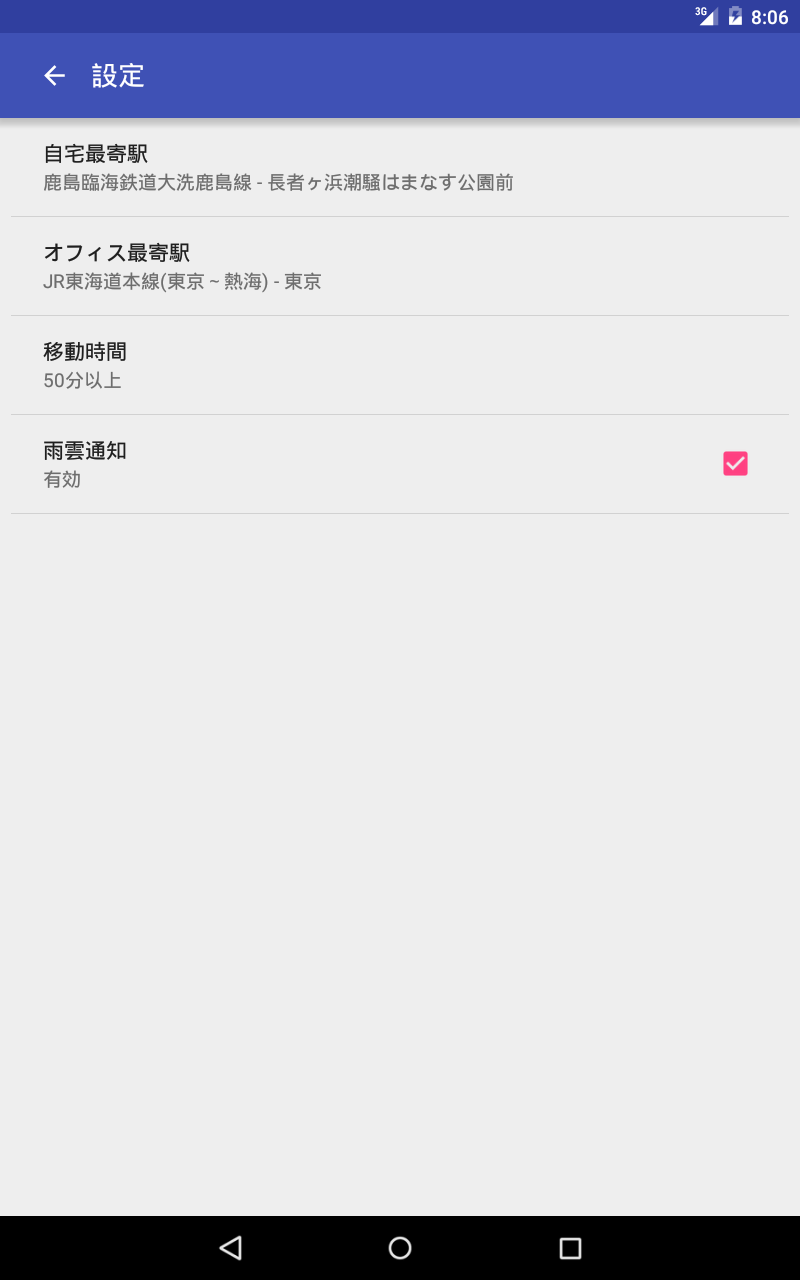 3G 8:06
設定
自宅最寄駅
鹿島臨海鉄道大洗鹿島線 - 長者ヶ浜潮騒はまなす公園前
オフィス最寄駅
JR東海道本線(東京 ~ 熱海) - 東京
移動時間
50分以上
雨雲通知
有効